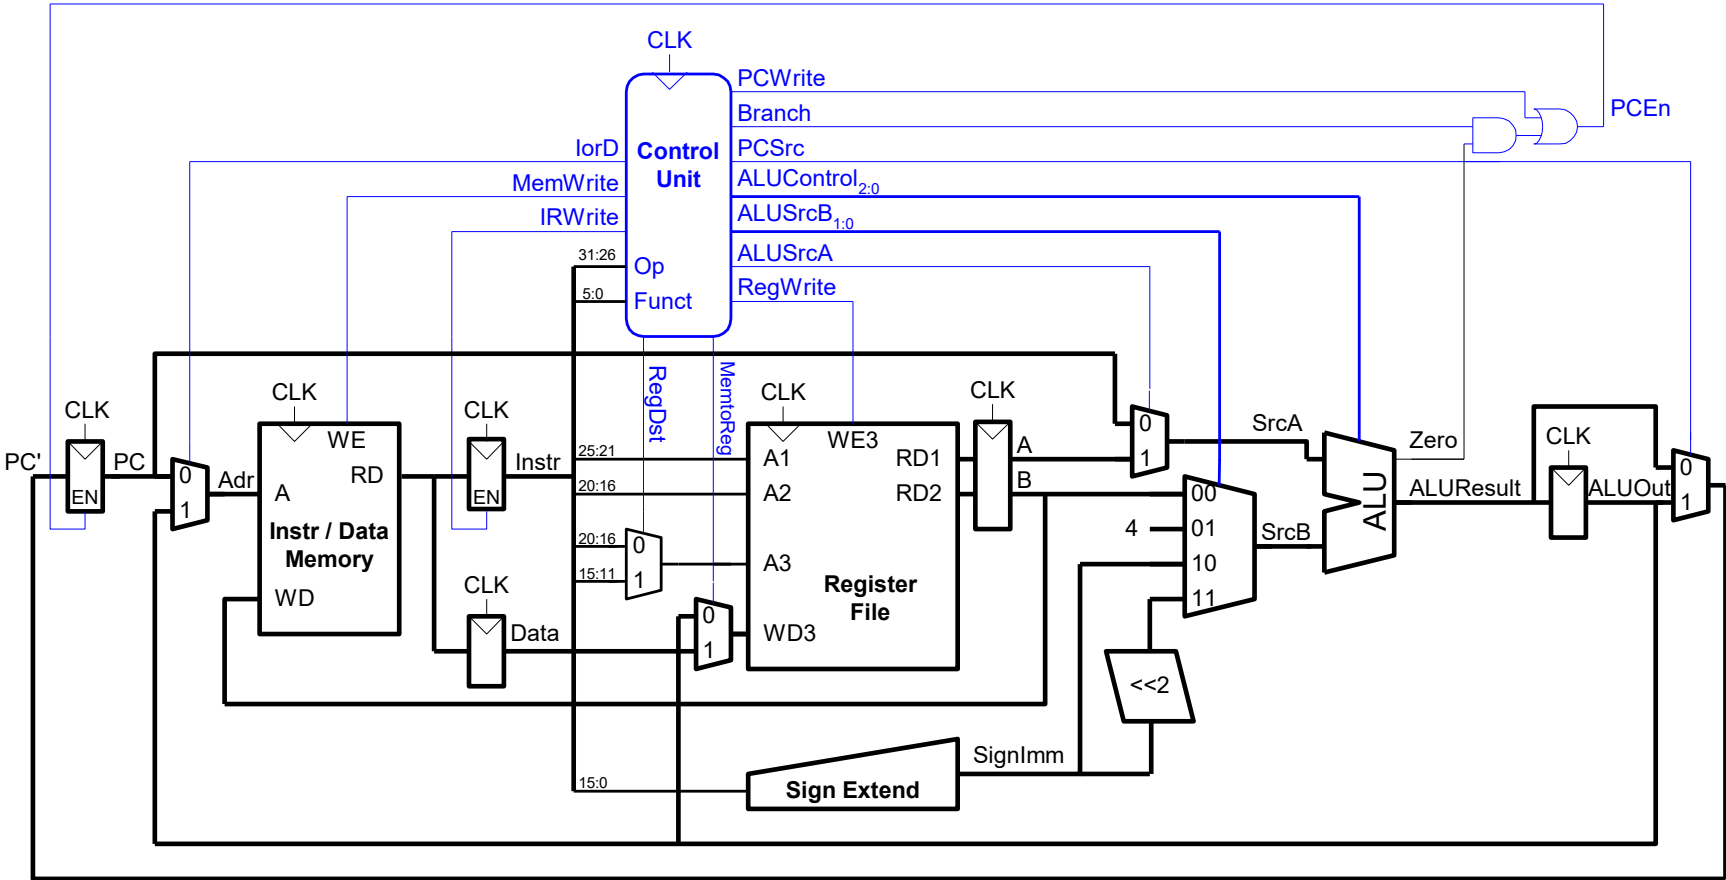 CLK
PCWrite
Branch
PCEn
IorD
Control
Unit
PCSrc
MemWrite
ALUControl2:0
IRWrite
ALUSrcB1:0
31:26
Op
ALUSrcA
5:0
Funct
RegWrite
RegDst
MemtoReg
CLK
CLK
CLK
CLK
CLK
CLK
PC'
EN
PC
0
1
Adr
WE
RD
A
Instr / Data
Memory
WD
EN
Instr
25:21
20:16
20:16
15:11
0
1
CLK
Data
0
1
WE3
A1
RD1
A2
RD2
A3
Register
File
WD3
A
B
0
1
SrcA
00
4
01
10
11
SrcB
ALU
Zero
ALUResult
ALUOut
0
1
<<2
SignImm
15:0
Sign Extend